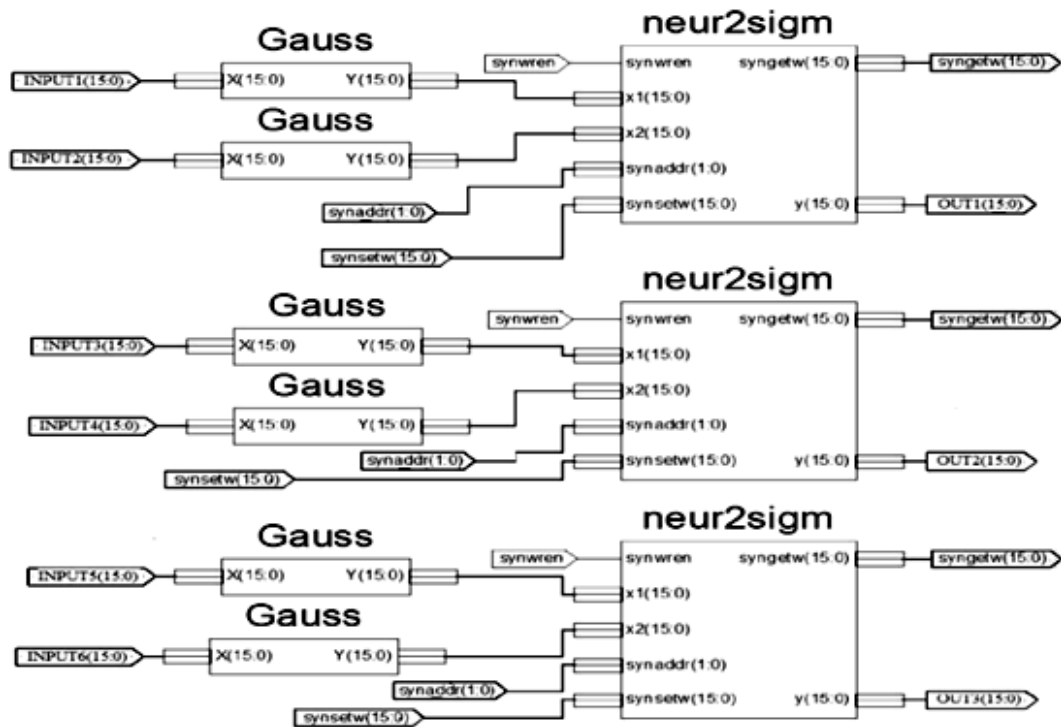 Gauss
neur2sigm
INPUT1(15:0)
X(15:0) Y(15:0)
synwren
synwren syngetw(15:0)
syngetw(15:0)
x1(15:0)
Gauss
INPUT2(15:0)
X(15:0) Y(15:0)
x2(15:0)
synaddr(1:0)
synaddr(1:0)
synsetw(15:0) y(15:0)
OUT1(15:0)
synsetw(15:0)
neur2sigm
Gauss
synwren
synwren syngetw(15:0)
syngetw(15:0)
INPUT3(15:0)
X(15:0) Y(15:0)
x1(15:0)
Gauss
x2(15:0)
INPUT4(15:0)
X(15:0) Y(15:0)
synaddr(1:0)
synaddr(1:0)
synsetw(15:0) y(15:0)
OUT2(15:0)
synsetw(15:0)
neur2sigm
Gauss
synwren
synwren syngetw(15:0)
syngetw(15:0)
INPUT5(15:0)
X(15:0) Y(15:0)
x1(15:0)
Gauss
x2(15:0)
INPUT6(15:0)
X(15:0) Y(15:0)
synaddr(1:0)
synaddr(1:0)
synsetw(15:0) y(15:0)
OUT3(15:0)
synsetw(15:0)